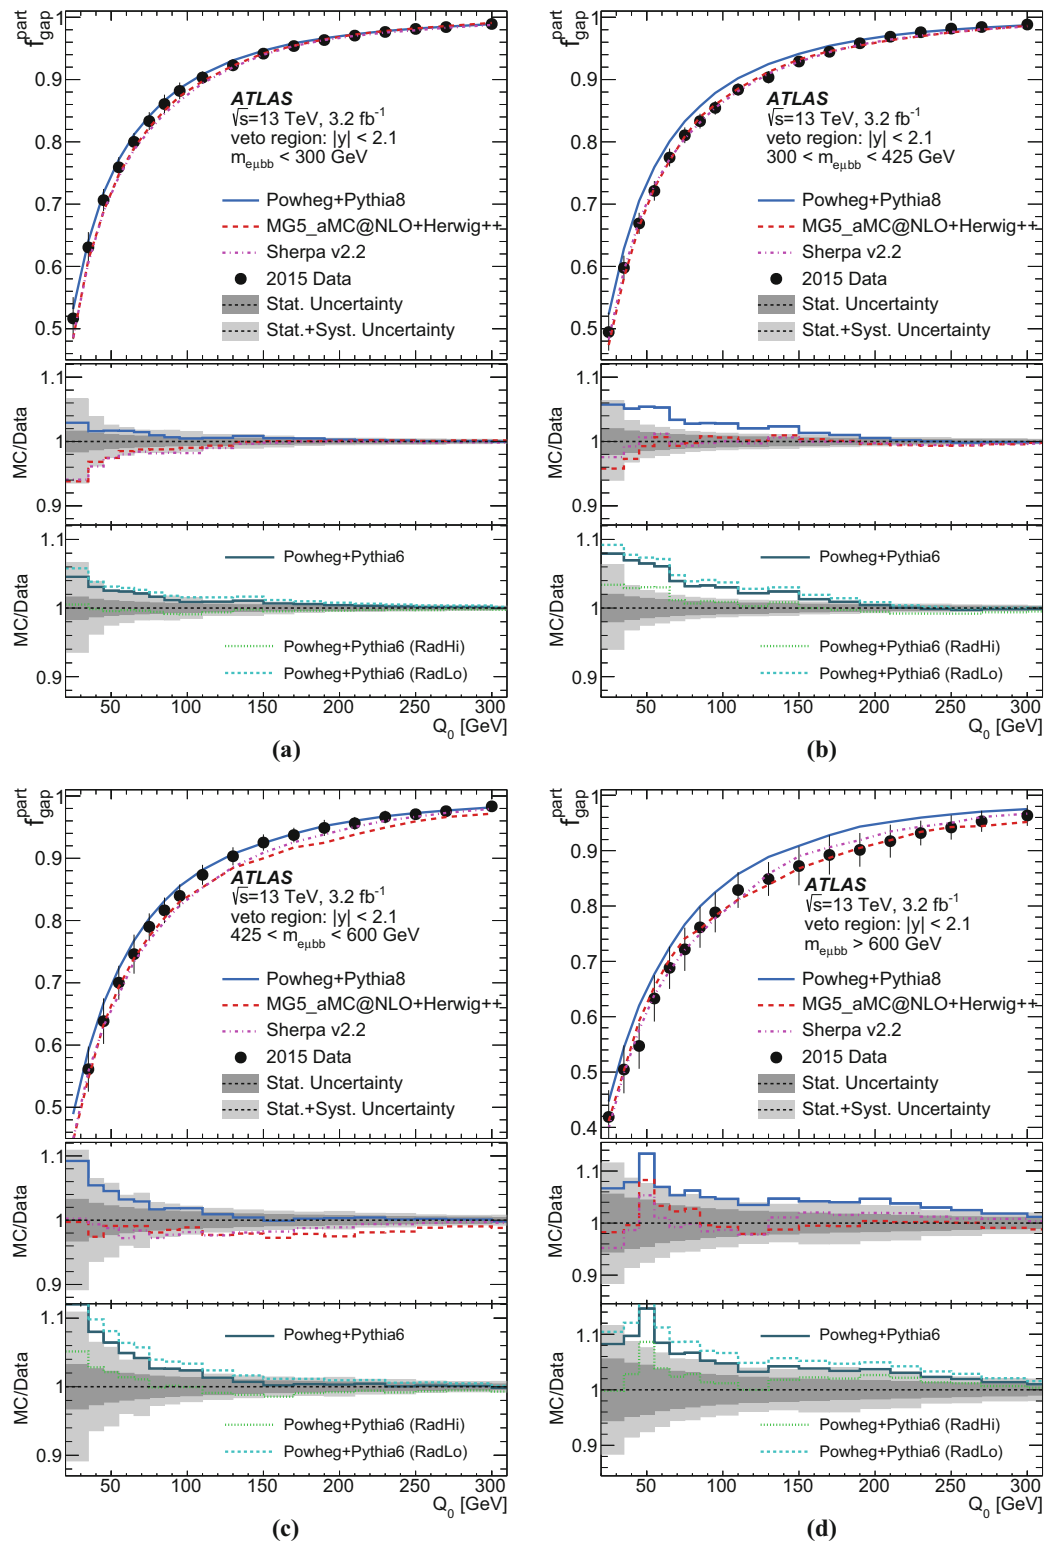 f_gap^part
1
0.9
0.8
0.7
0.6
0.5
ATLAS
√s=13 TeV, 3.2 fb⁻¹
veto region: |y| < 2.1
m_eμbb < 300 GeV
Powheg+Pythia8
MG5_aMC@NLO+Herwig++
Sherpa v2.2
2015 Data
Stat. Uncertainty
Stat.+Syst. Uncertainty
MC/Data
1.1
1
0.9
MC/Data
1.1
1
0.9
Powheg+Pythia6
Powheg+Pythia6 (RadHi)
Powheg+Pythia6 (RadLo)
50 100 150 200 250 300
Q_0 [GeV]
(a)
f_gap^part
1
0.9
0.8
0.7
0.6
0.5
ATLAS
√s=13 TeV, 3.2 fb⁻¹
veto region: |y| < 2.1
300 < m_eμbb < 425 GeV
Powheg+Pythia8
MG5_aMC@NLO+Herwig++
Sherpa v2.2
2015 Data
Stat. Uncertainty
Stat.+Syst. Uncertainty
MC/Data
1.1
1
0.9
MC/Data
1.1
1
0.9
Powheg+Pythia6
Powheg+Pythia6 (RadHi)
Powheg+Pythia6 (RadLo)
50 100 150 200 250 300
Q_0 [GeV]
(b)
f_gap^part
1
0.9
0.8
0.7
0.6
0.5
ATLAS
√s=13 TeV, 3.2 fb⁻¹
veto region: |y| < 2.1
425 < m_eμbb < 600 GeV
Powheg+Pythia8
MG5_aMC@NLO+Herwig++
Sherpa v2.2
2015 Data
Stat. Uncertainty
Stat.+Syst. Uncertainty
MC/Data
1.1
1
0.9
MC/Data
1.1
1
0.9
Powheg+Pythia6
Powheg+Pythia6 (RadHi)
Powheg+Pythia6 (RadLo)
50 100 150 200 250 300
Q_0 [GeV]
(c)
f_gap^part
1
0.9
0.8
0.7
0.6
0.5
0.4
ATLAS
√s=13 TeV, 3.2 fb⁻¹
veto region: |y| < 2.1
m_eμbb > 600 GeV
Powheg+Pythia8
MG5_aMC@NLO+Herwig++
Sherpa v2.2
2015 Data
Stat. Uncertainty
Stat.+Syst. Uncertainty
MC/Data
1.1
1
0.9
MC/Data
1.1
1
0.9
Powheg+Pythia6
Powheg+Pythia6 (RadHi)
Powheg+Pythia6 (RadLo)
50 100 150 200 250 300
Q_0 [GeV]
(d)